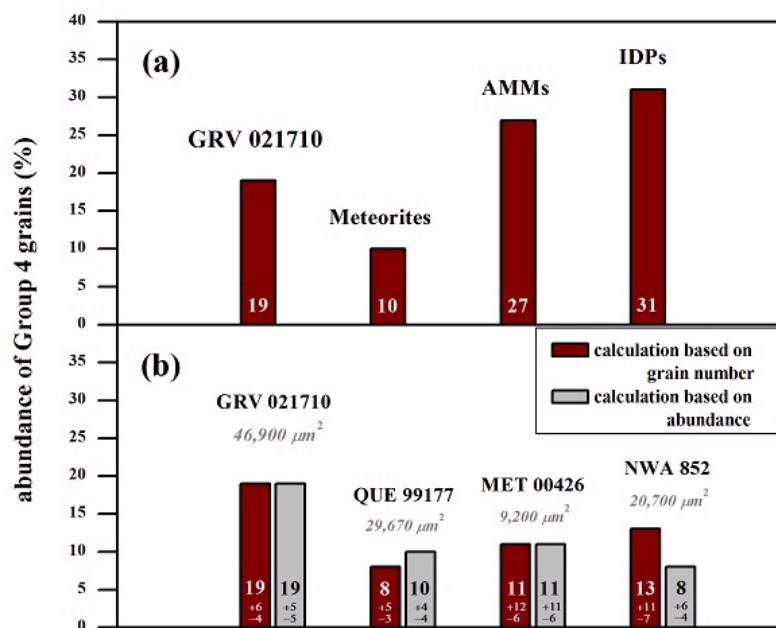 abundance of Group 4 grains (%)
40
35
30
25
20
15
10
5
0
(a)
GRV 021710
Meteorites
AMMs
IDPs
19
10
27
31
35
30
25
20
15
10
5
0
(b)
calculation based on
grain number
calculation based on
abundance
GRV 021710
46,900 μm²
QUE 99177
29,670 μm²
MET 00426
9,200 μm²
NWA 852
20,700 μm²
19 19 8 10 11 11 13 8
+6 +5 +5 +4 +12 +11 +11 +6
−4 −5 −3 −4 −6 −6 −7 −4